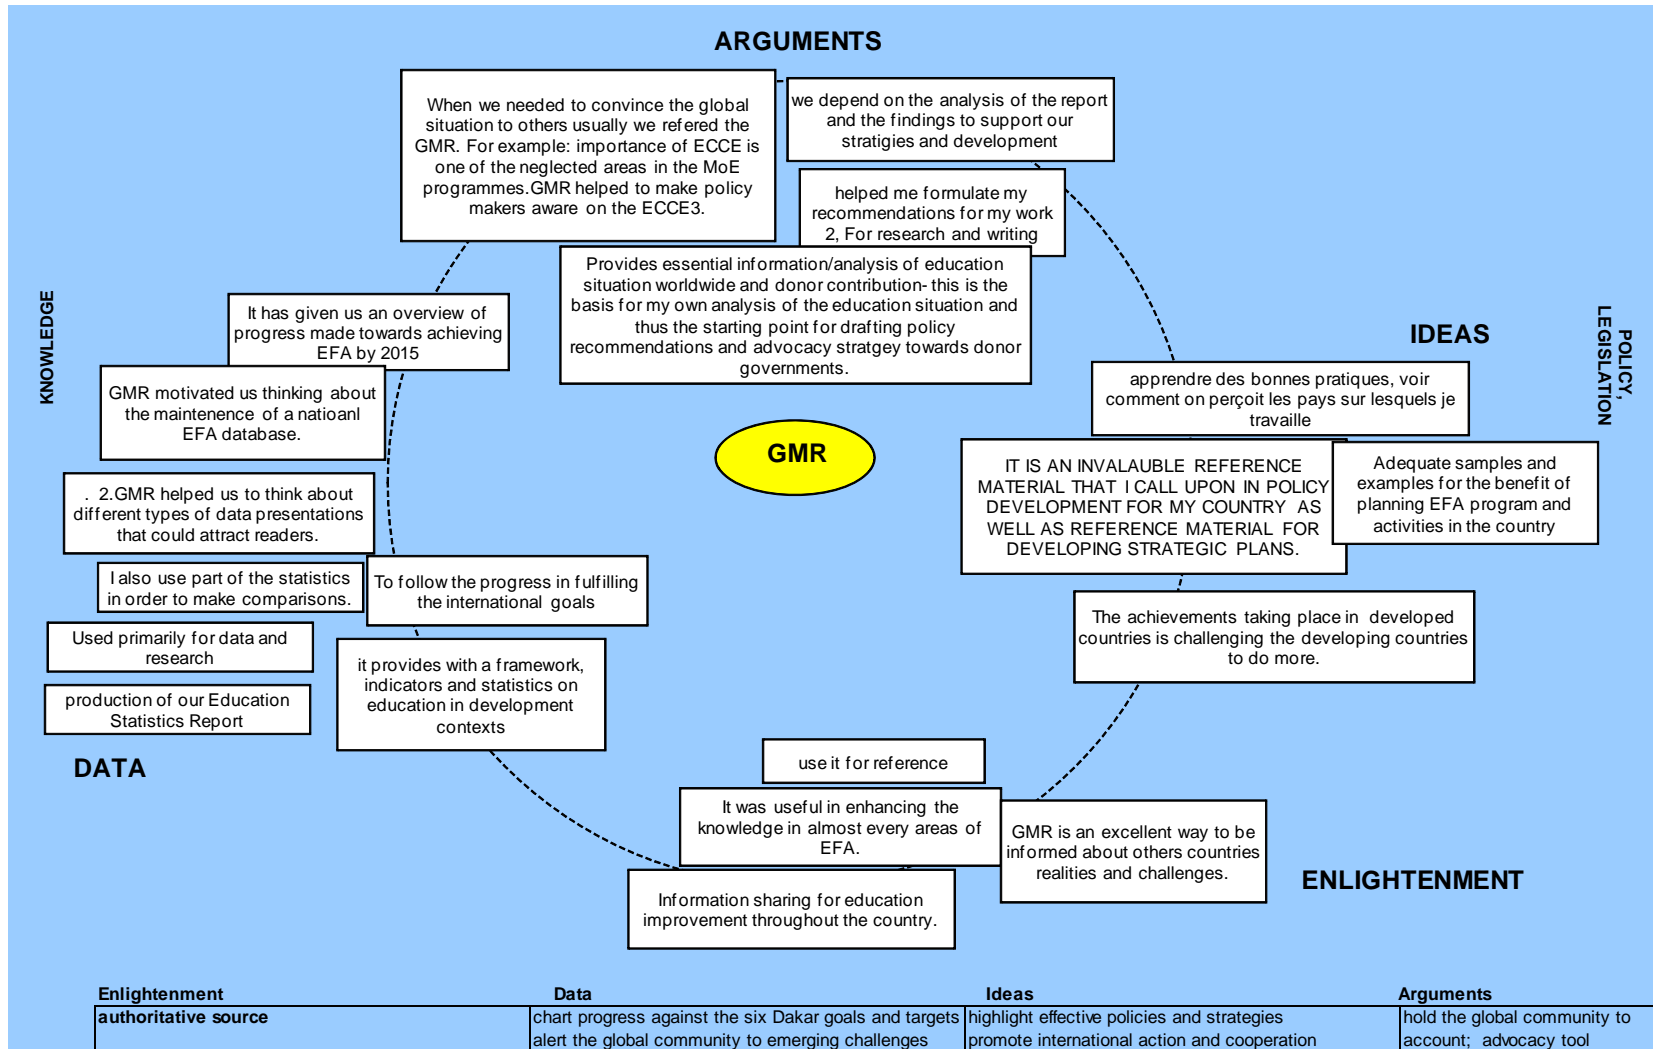 ARGUMENTS
When we needed to convince the global
situation to others usually we refered the
GMR. For example: importance of ECCE is
one of the neglected areas in the MoE
programmes.GMR helped to make policy
makers aware on the ECCE3.
we depend on the analysis of the report
and the findings to support our
stratigies and development
helped me formulate my
recommendations for my work
2, For research and writing
Provides essential information/analysis of education
situation worldwide and donor contribution- this is the
basis for my own analysis of the education situation and
thus the starting point for drafting policy
recommendations and advocacy stratgey towards donor
governments.
KNOWLEDGE
It has given us an overview of
progress made towards achieving
EFA by 2015
GMR motivated us thinking about
the maintenence of a natioanl
EFA database.
. 2.GMR helped us to think about
different types of data presentations
that could attract readers.
I also use part of the statistics
in order to make comparisons.
To follow the progress in fulfilling
the international goals
Used primarily for data and
research
it provides with a framework,
indicators and statistics on
education in development
contexts
production of our Education
Statistics Report
DATA
GMR
IDEAS
POLICY,
LEGISLATION
apprendre des bonnes pratiques, voir
comment on perçoit les pays sur lesquels je
travaille
IT IS AN INVALAUBLE REFERENCE
MATERIAL THAT I CALL UPON IN POLICY
DEVELOPMENT FOR MY COUNTRY AS
WELL AS REFERENCE MATERIAL FOR
DEVELOPING STRATEGIC PLANS.
Adequate samples and
examples for the benefit of
planning EFA program and
activities in the country
The achievements taking place in developed
countries is challenging the developing countries
to do more.
use it for reference
It was useful in enhancing the
knowledge in almost every areas of
EFA.
GMR is an excellent way to be
informed about others countries
realities and challenges.
Information sharing for education
improvement throughout the country.
ENLIGHTENMENT
Enlightenment
Data
Ideas
Arguments
authoritative source
chart progress against the six Dakar goals and targets
alert the global community to emerging challenges
highlight effective policies and strategies
promote international action and cooperation
hold the global community to
account; advocacy tool